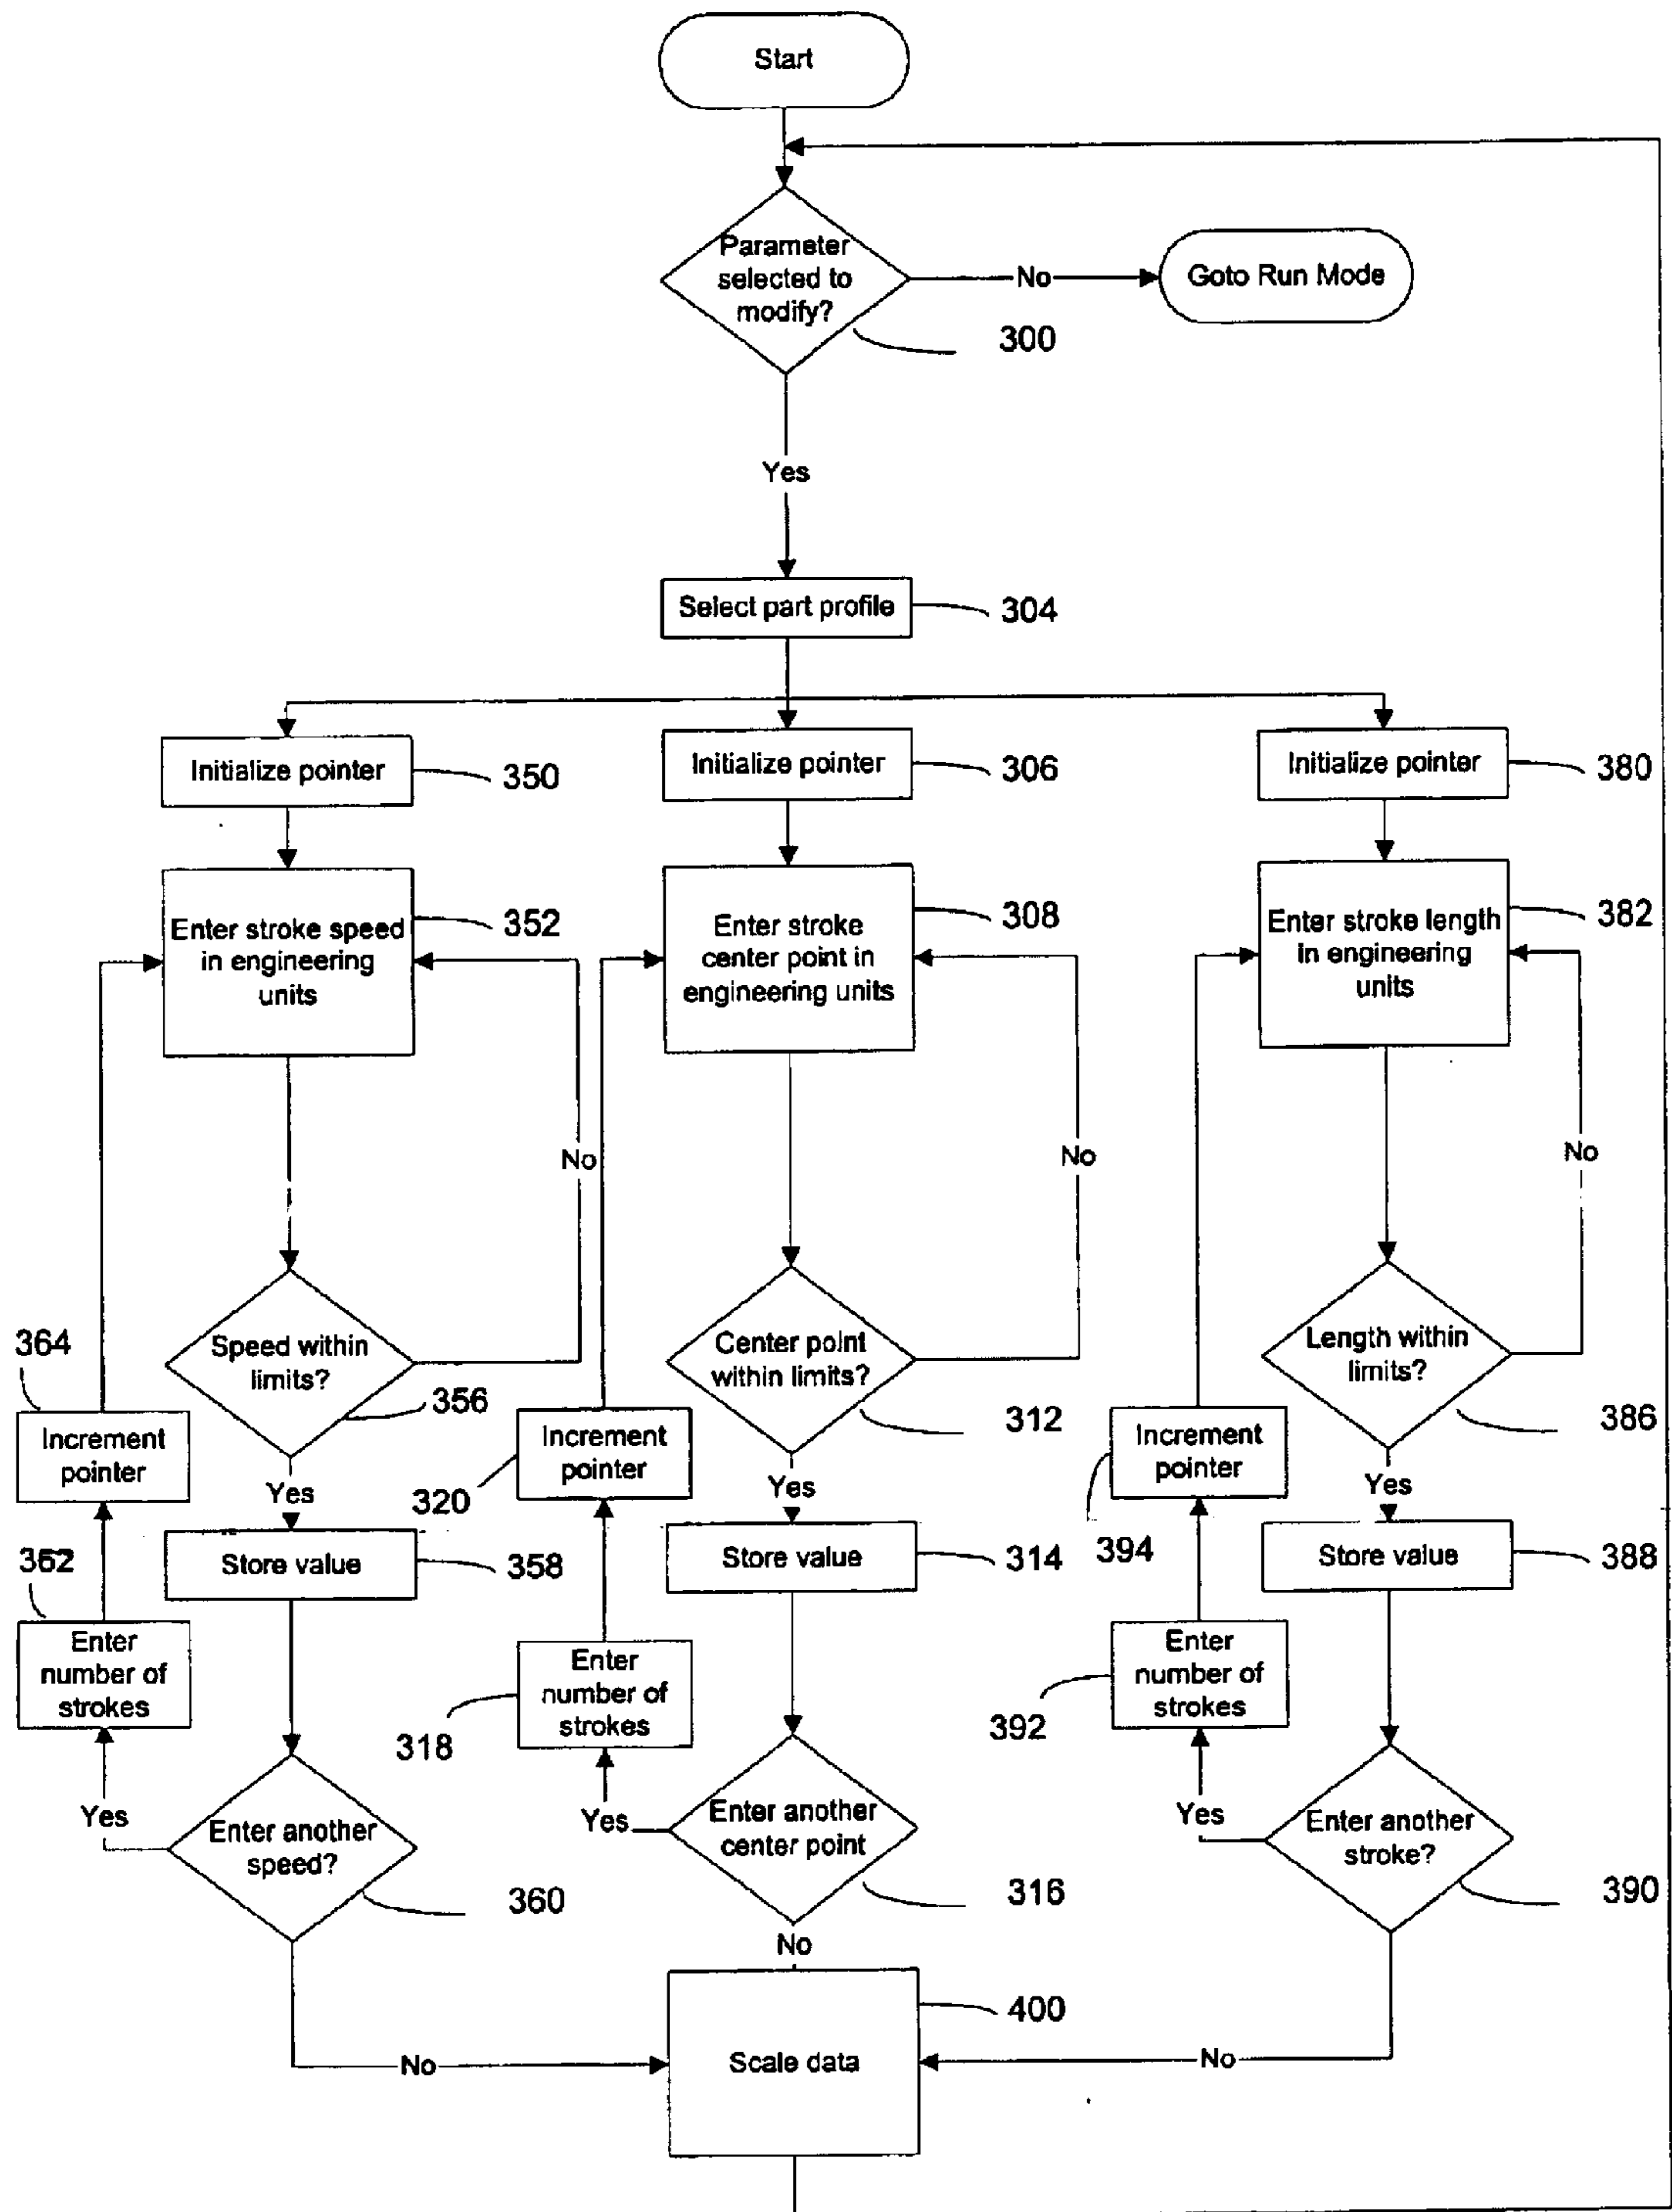 Start
Parameter
selected to
modify?
No
Goto Run Mode
300
Yes
Select part profile
304
Initialize pointer
350
Initialize pointer
306
Initialize pointer
380
Enter stroke speed
in engineering
units
352
Enter stroke
center point in
engineering units
308
Enter stroke length
in engineering
units
382
No
No
No
Speed within
limits?
356
Center point
within limits?
312
Length within
limits?
386
364
Increment
pointer
320
Increment
pointer
394
Increment
pointer
Yes
Yes
Yes
Store value
358
Store value
314
Store value
388
362
Enter
number of
strokes
318
Enter
number of
strokes
392
Enter
number of
strokes
Yes
Yes
Yes
Enter another
speed?
360
Enter another
center point
316
Enter another
stroke?
390
No
No
No
Scale data
400